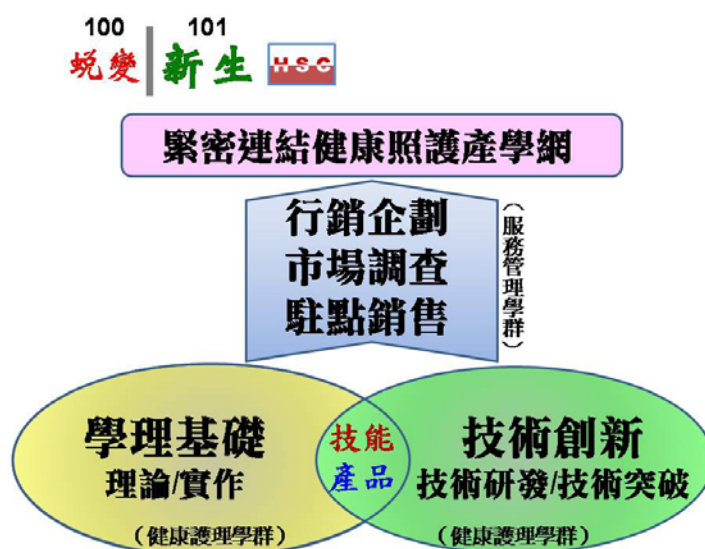 100 101
蛻變 新生 HSC
緊密連結健康照護產學網
行銷企劃
市場調查
駐點銷售
（服務管理學群）
學理基礎
理論/實作
（健康護理學群）
技能
產品
技術創新
技術研發/技術突破
（健康護理學群）